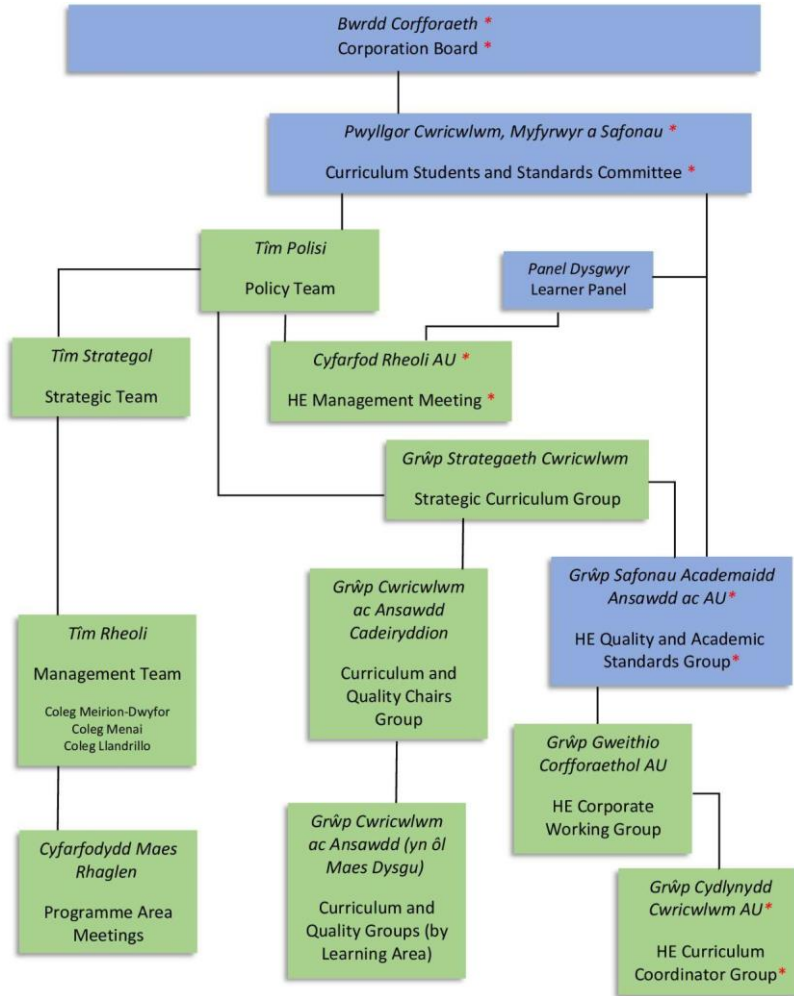 Bwrdd Corfforaeth *
Corporation Board *
Pwyllgor Cwricwlwm, Myfyrwyr a Safonau *
Curriculum Students and Standards Committee *
Tîm Polisi
Policy Team
Panel Dysgwyr
Learner Panel
Tîm Strategol
Strategic Team
Cyfarfod Rheoli AU *
HE Management Meeting *
Grŵp Strategaeth Cwricwlwm
Strategic Curriculum Group
Grŵp Cwricwlwm
ac Ansawdd
Cadeiryddion
Curriculum and
Quality Chairs
Group
Grŵp Safonau Academaidd
Ansawdd ac AU*
HE Quality and Academic
Standards Group*
Tîm Rheoli
Management Team
Coleg Meirion-Dwyfor
Coleg Menai
Coleg Llandrillo
Grŵp Gweithio
Corfforaethol AU
HE Corporate
Working Group
Cyfarfodydd Maes
Rhaglen
Programme Area
Meetings
Grŵp Cwricwlwm
ac Ansawdd (yn ôl
Maes Dysgu)
Curriculum and
Quality Groups (by
Learning Area)
Grŵp Cydlynydd
Cwricwlwm AU*
HE Curriculum
Coordinator Group*